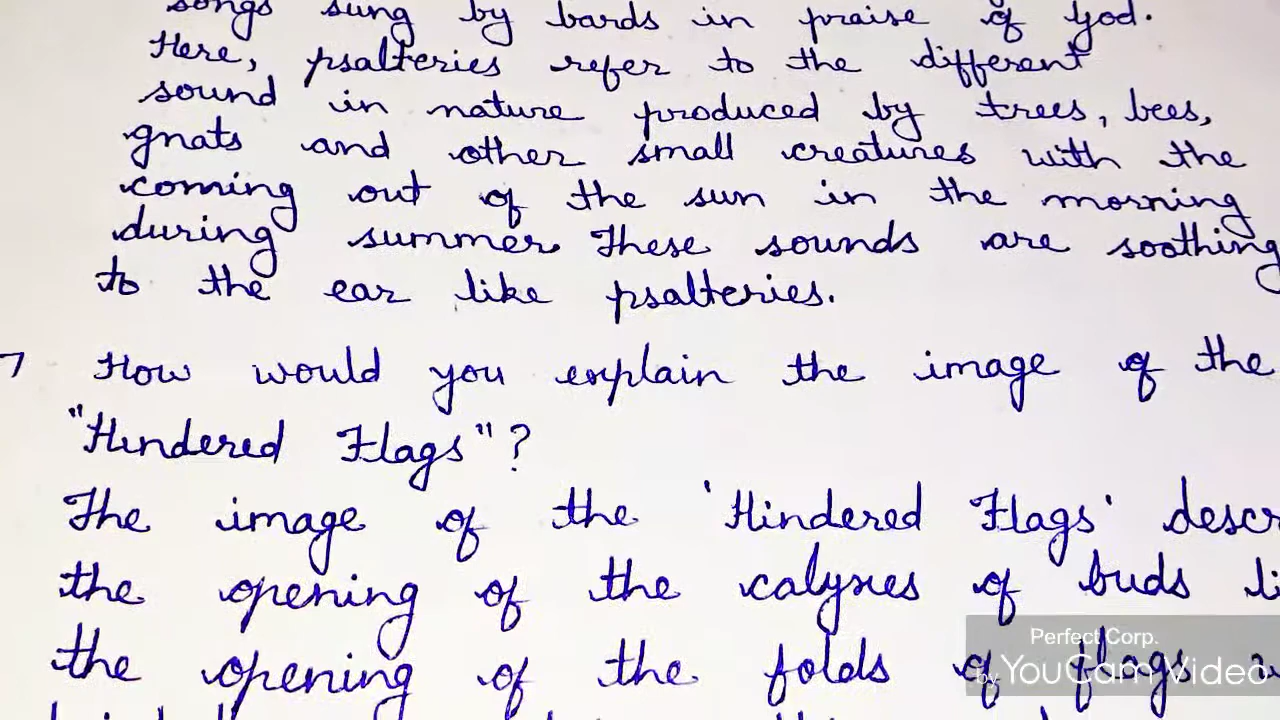 songs sung by bards in praise of God.
Here, psalteries refer to the different
sound in nature produced by trees, bees,
gnats and other small creatures with the
coming out of the sun in the morning
during summer. These sounds are soothing
to the ear like psalteries.
7 How would you explain the image of the
"Hindered Flags"?
The image of the 'Hindered Flags' descr
the opening of the calyxes of buds li
the opening of the folds of flags
Perfect Corp.
by YouCam Video